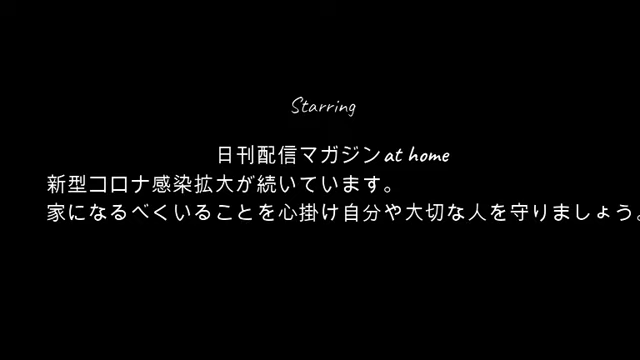 Starring
日刊配信マガジンat home
新型コロナ感染拡大が続いています。
家になるべくいることを心掛け自分や大切な人を守りましょう。